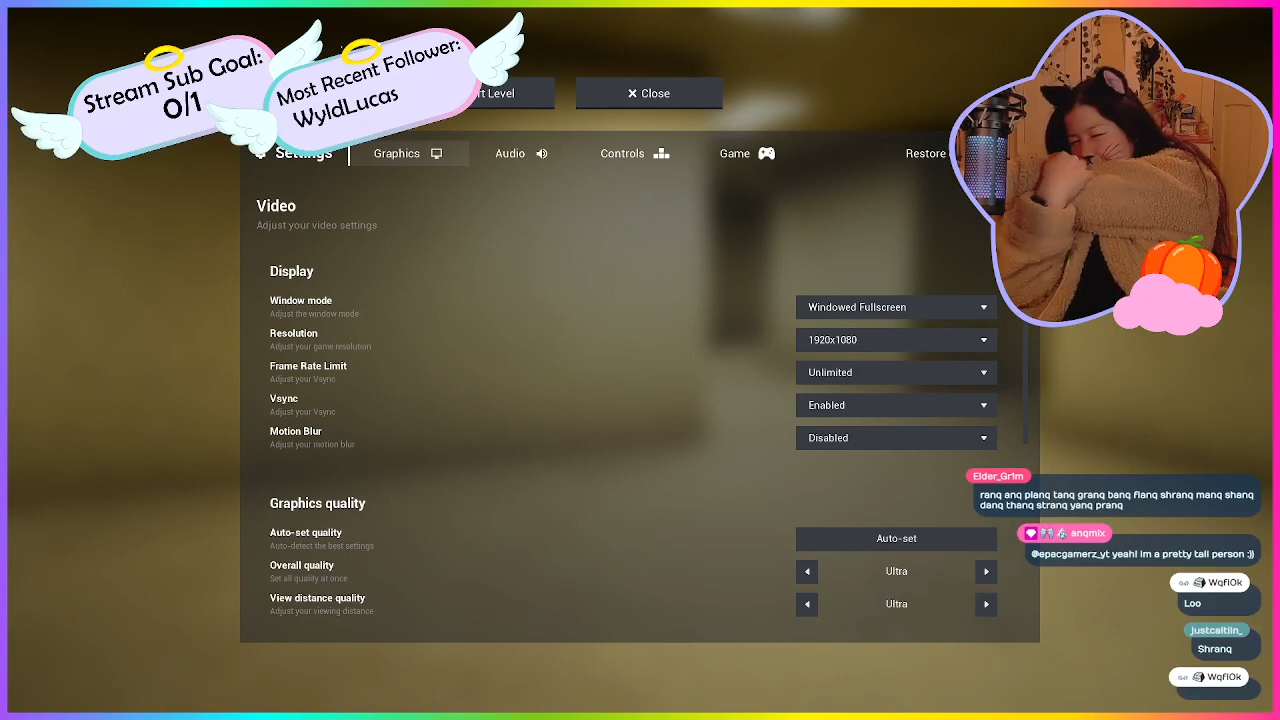 Stream Sub Goal:
0/1
Most Recent Follower:
WyldLucas
rt Level
Close
Settings
Graphics
Audio
Controls
Game
Restore
Video
Adjust your video settings
Display
Window mode
Adjust the window mode
Windowed Fullscreen
Resolution
Adjust your game resolution
1920x1080
Frame Rate Limit
Adjust your Vsync
Unlimited
Vsync
Adjust your Vsync
Enabled
Motion Blur
Adjust your motion blur
Disabled
Graphics quality
Auto-set quality
Auto-detect the best settings
Auto-set
Overall quality
Set all quality at once
Ultra
View distance quality
Adjust your viewing distance
Ultra
Elder_Gr1m
ranq anq planq tanq granq banq flanq shranq manq shanq
danq thanq stranq yanq pranq
anqmix
@epacgamerz_yt yeah! Im a pretty tall person :))
WqflOk
Loo
justcaitlin_
Shranq
WqflOk